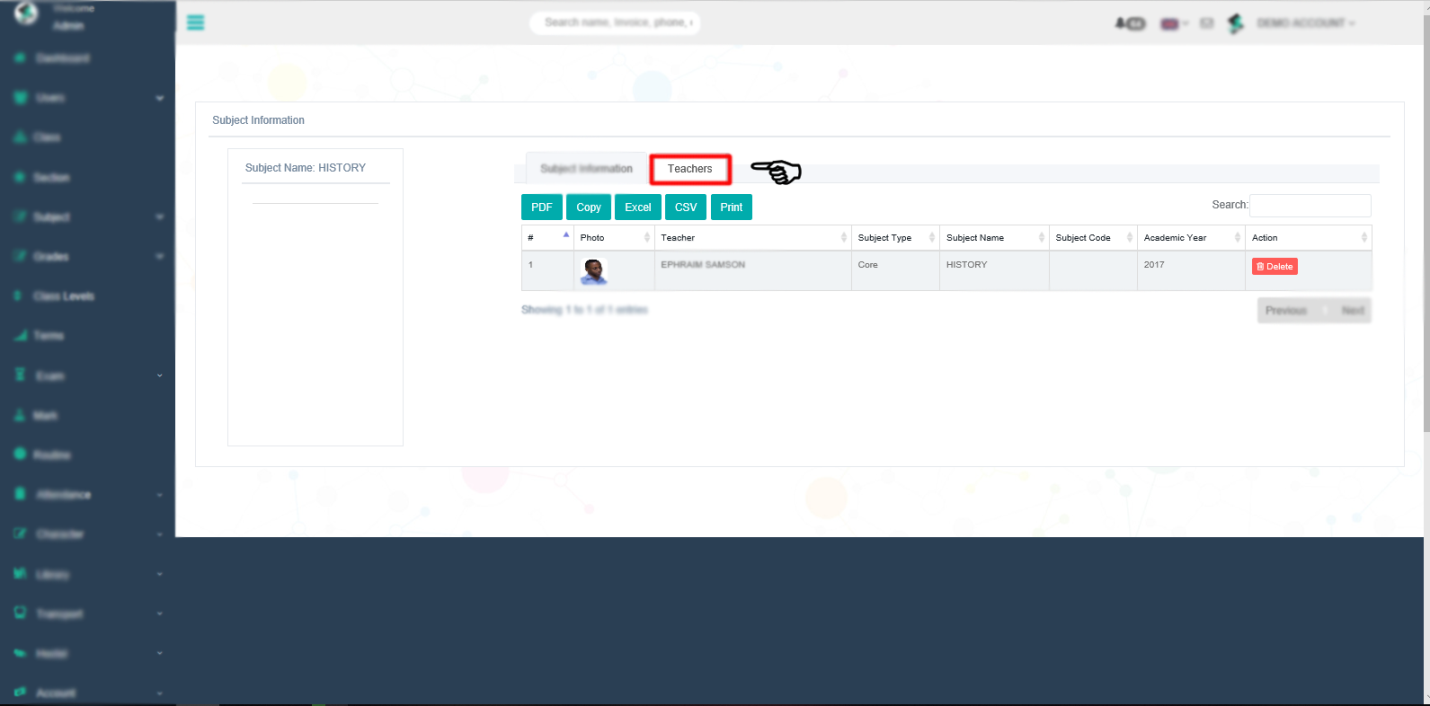 Welcome
Admin
Search name, Invoice, phone,
DEMO ACCOUNT
Dashboard
Users
Class
Section
Subject
Grades
Class Levels
Terms
Exam
Mark
Routine
Attendance
Character
Library
Transport
Hostel
Account
Subject Information
Subject Name: HISTORY
Subject Information Teachers
PDF Copy Excel CSV Print
Search:
# Photo Teacher Subject Type Subject Name Subject Code Academic Year Action
1 EPHRAIM SAMSON Core HISTORY 2017 Delete
Showing 1 to 1 of 1 entries
Previous 1 Next